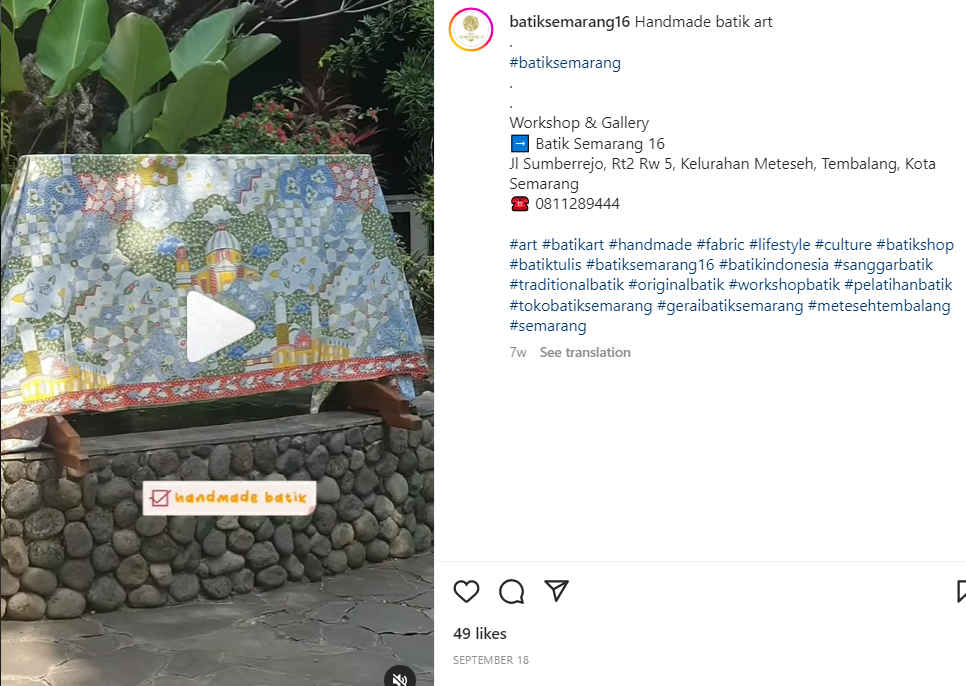 batiksemarang16 Handmade batik art
.
#batiksemarang
.
.
Workshop & Gallery
➡️ Batik Semarang 16
Jl Sumberrejo, Rt2 Rw 5, Kelurahan Meteseh, Tembalang, Kota
Semarang
☎️ 0811289444
#art #batikart #handmade #fabric #lifestyle #culture #batikshop
#batiktulis #batiksemarang16 #batikindonesia #sanggarbatik
#traditionalbatik #originalbatik #workshopbatik #pelatihanbatik
#tokobatiksemarang #geraibatiksemarang #metesehtembalang
#semarang
7w See translation
handmade batik
49 likes
SEPTEMBER 18